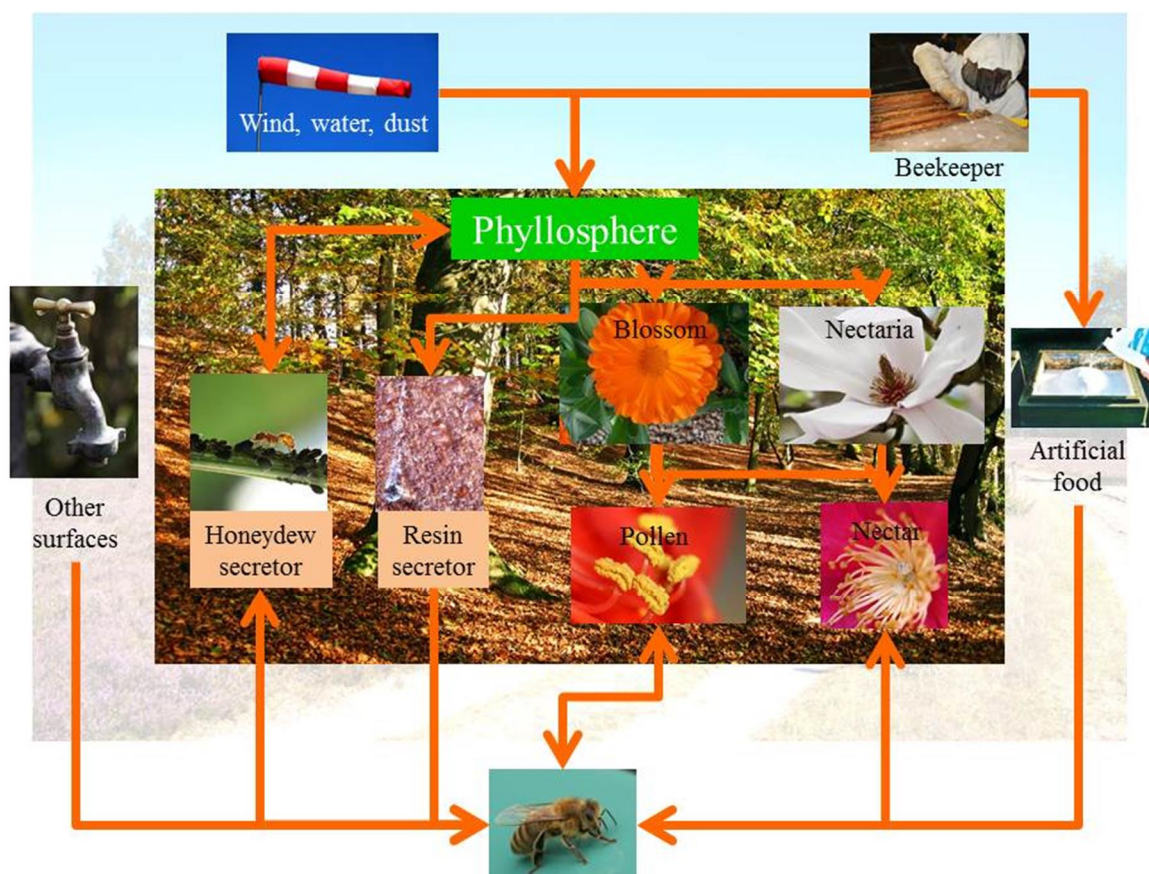 Wind, water, dust
Beekeeper
Phyllosphere
Blossom
Nectaria
Other
surfaces
Honeydew
secretor
Resin
secretor
Pollen
Nectar
Artificial
food